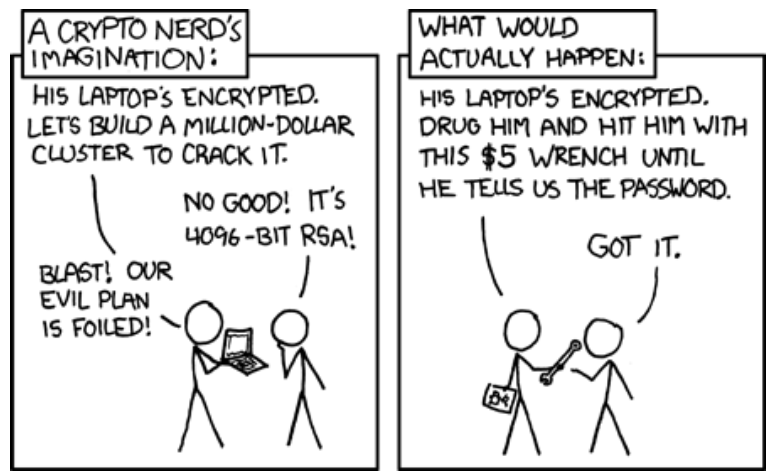 A CRYPTO NERD'S
IMAGINATION:
HIS LAPTOP'S ENCRYPTED.
LET'S BUILD A MILLION-DOLLAR
CLUSTER TO CRACK IT.
NO GOOD! IT'S
4096-BIT RSA!
BLAST! OUR
EVIL PLAN
IS FOILED!
WHAT WOULD
ACTUALLY HAPPEN:
HIS LAPTOP'S ENCRYPTED.
DRUG HIM AND HIT HIM WITH
THIS $5 WRENCH UNTIL
HE TELLS US THE PASSWORD.
GOT IT.